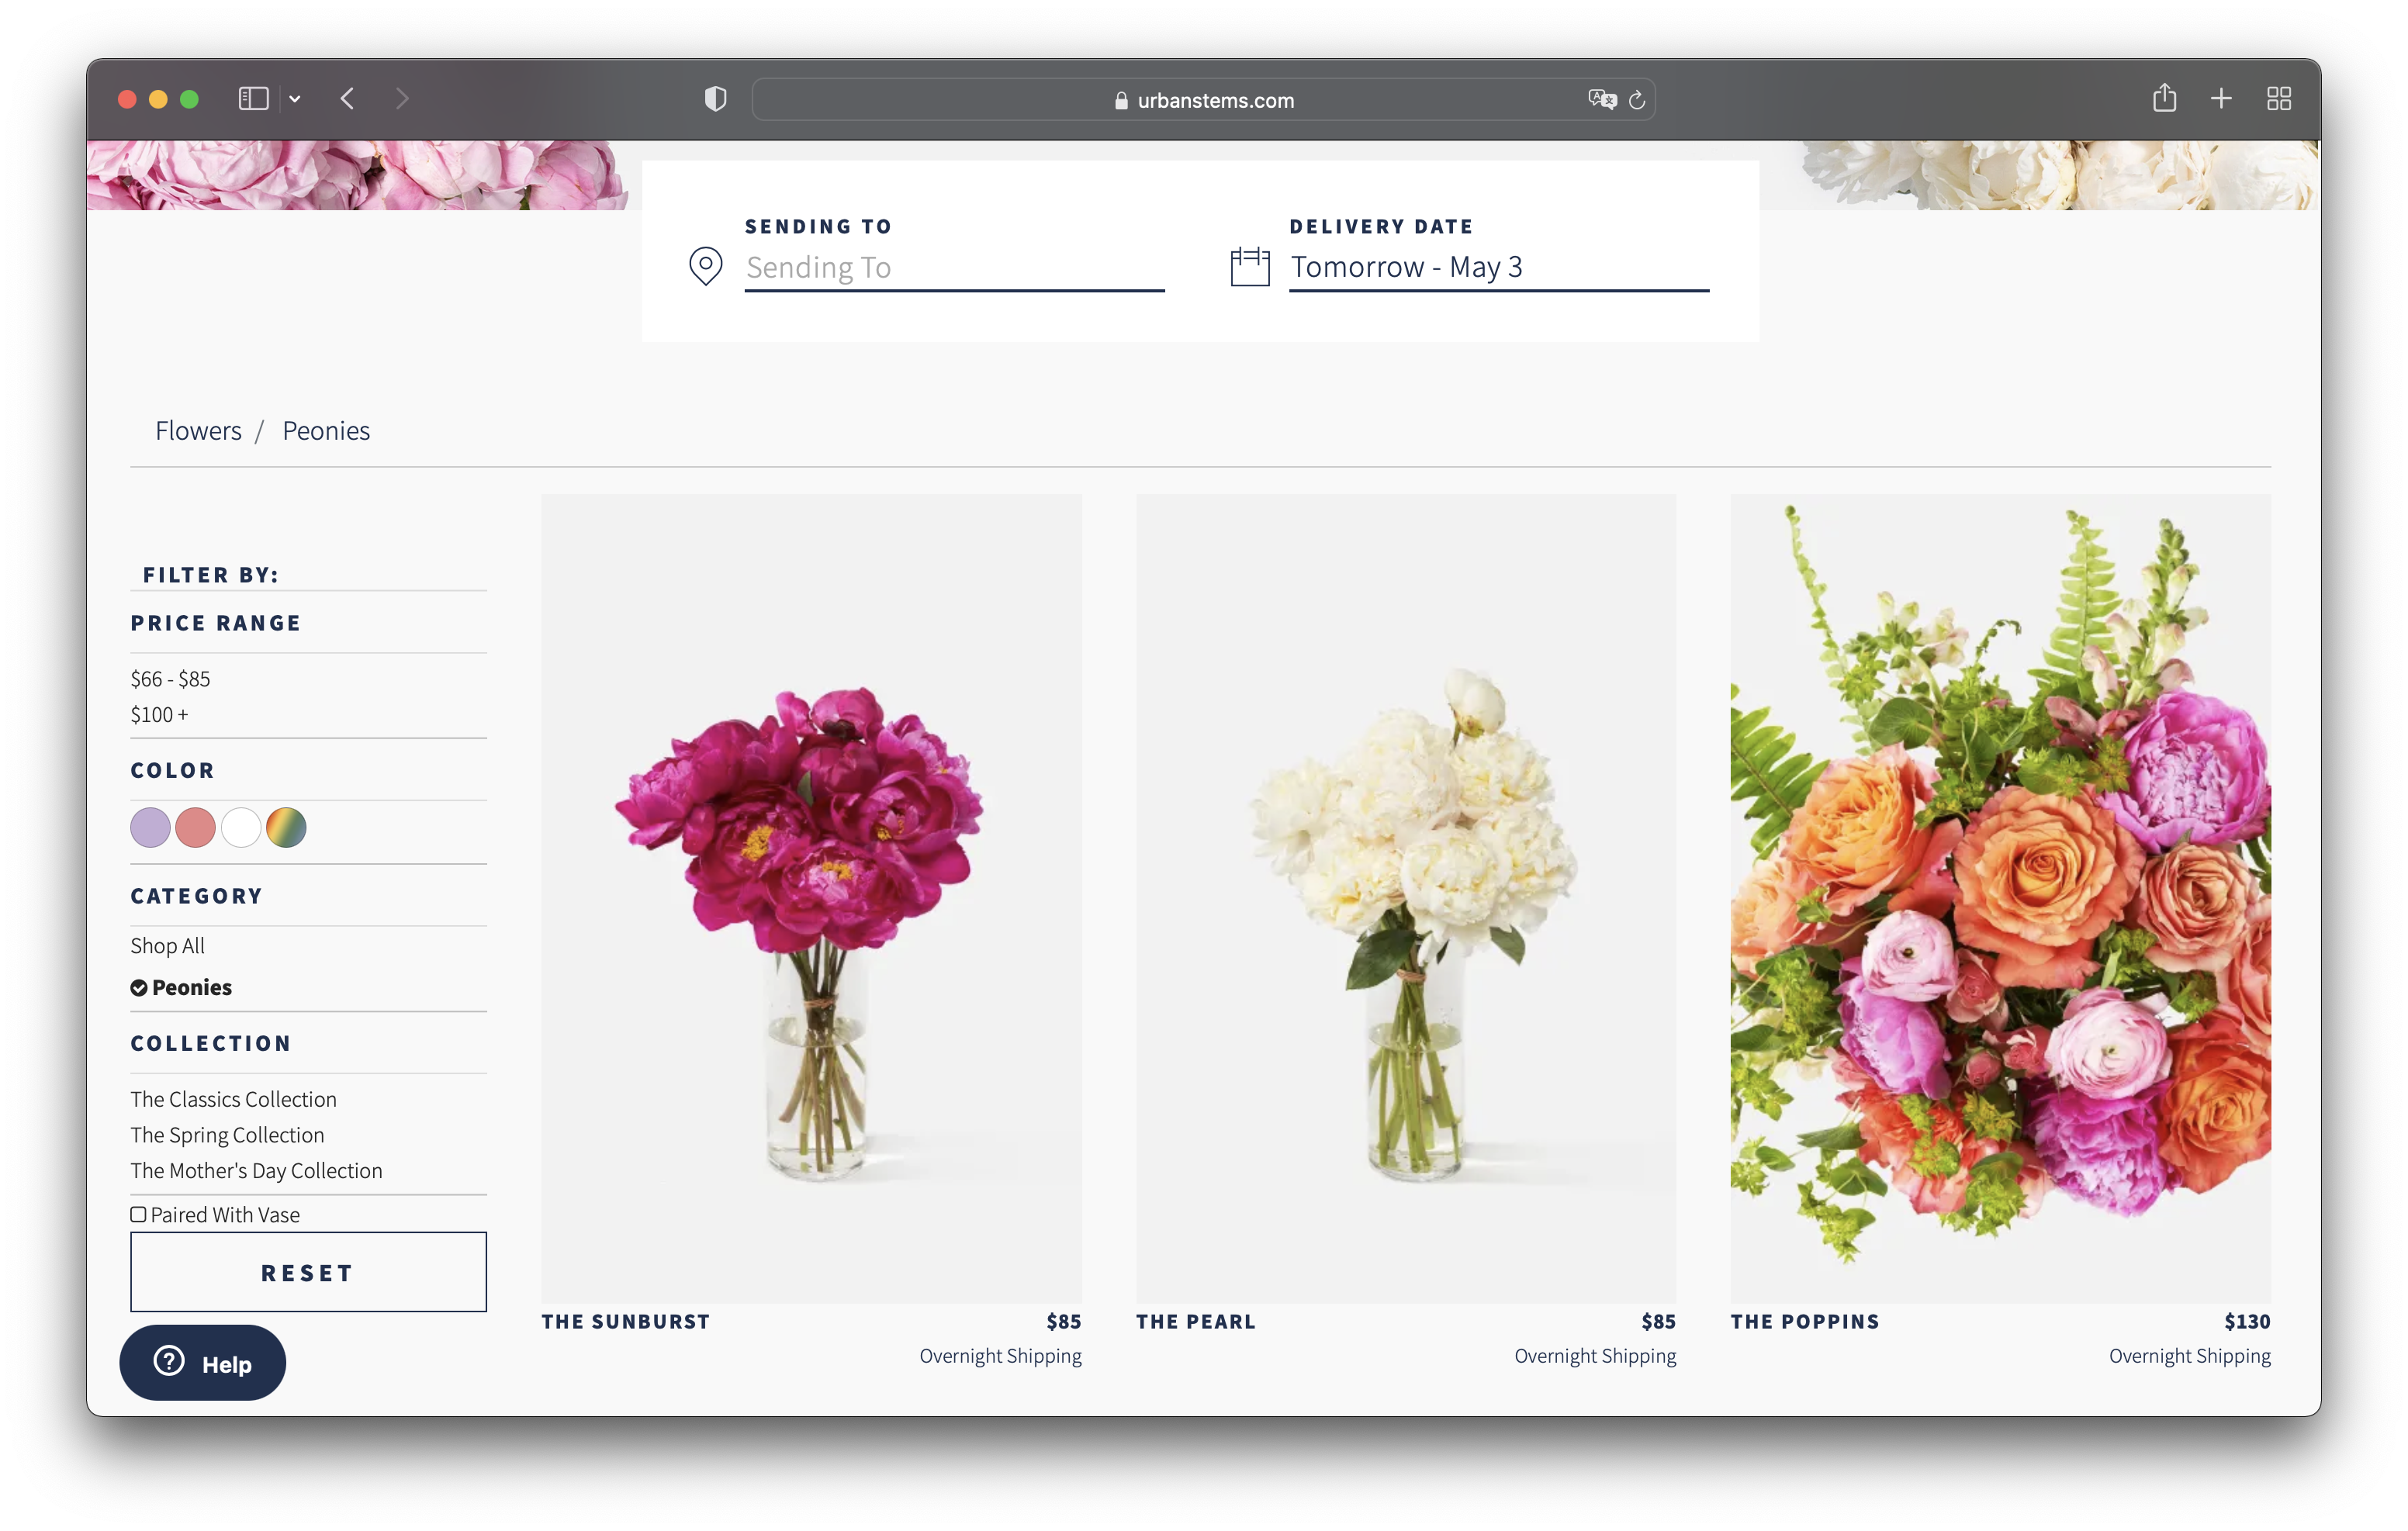 urbanstems.com
SENDING TO
Sending To
DELIVERY DATE
Tomorrow - May 3
Flowers / Peonies
FILTER BY:
PRICE RANGE
$66 - $85
$100 +
COLOR
CATEGORY
Shop All
Peonies
COLLECTION
The Classics Collection
The Spring Collection
The Mother's Day Collection
Paired With Vase
RESET
Help
THE SUNBURST $85
Overnight Shipping
THE PEARL $85
Overnight Shipping
THE POPPINS $130
Overnight Shipping